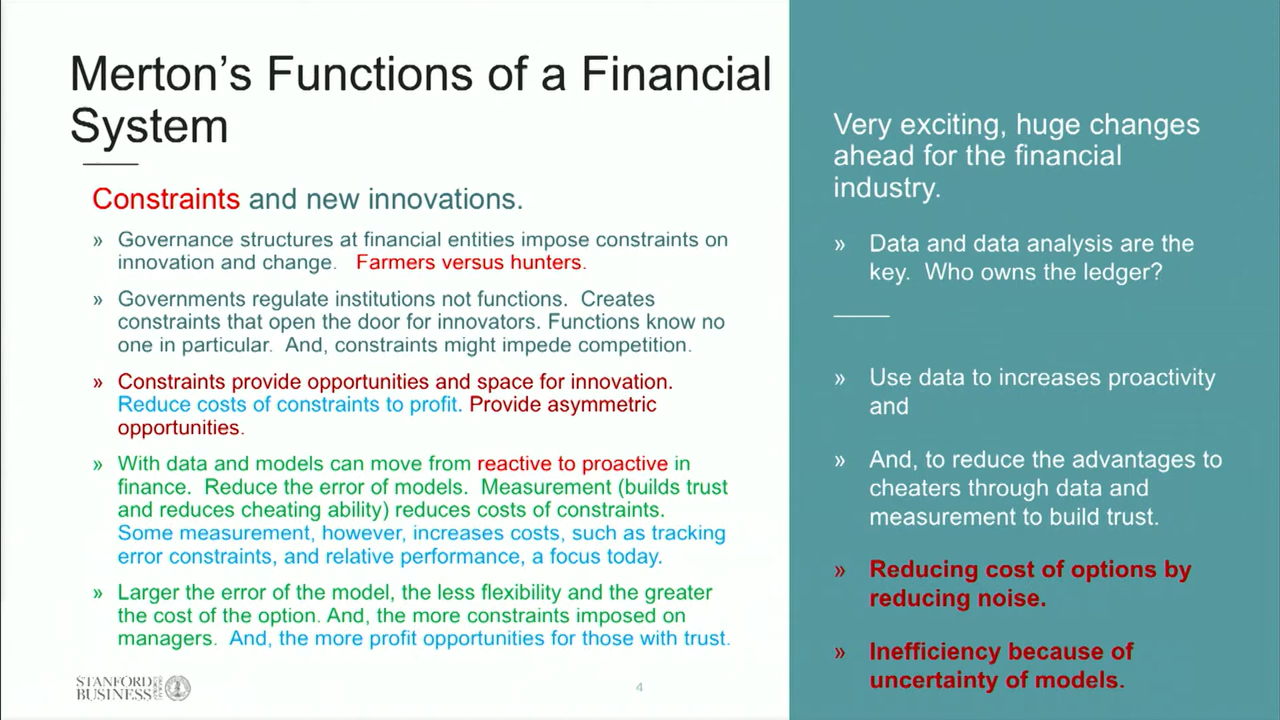 Merton’s Functions of a Financial
System
Constraints and new innovations.
» Governance structures at financial entities impose constraints on
innovation and change. Farmers versus hunters.
» Governments regulate institutions not functions. Creates
constraints that open the door for innovators. Functions know no
one in particular. And, constraints might impede competition.
» Constraints provide opportunities and space for innovation.
Reduce costs of constraints to profit. Provide asymmetric
opportunities.
» With data and models can move from reactive to proactive in
finance. Reduce the error of models. Measurement (builds trust
and reduces cheating ability) reduces costs of constraints.
Some measurement, however, increases costs, such as tracking
error constraints, and relative performance, a focus today.
» Larger the error of the model, the less flexibility and the greater
the cost of the option. And, the more constraints imposed on
managers. And, the more profit opportunities for those with trust.
STANFORD
BUSINESS
4
Very exciting, huge changes
ahead for the financial
industry.
» Data and data analysis are the
key. Who owns the ledger?
» Use data to increases proactivity
and
» And, to reduce the advantages to
cheaters through data and
measurement to build trust.
» Reducing cost of options by
reducing noise.
» Inefficiency because of
uncertainty of models.